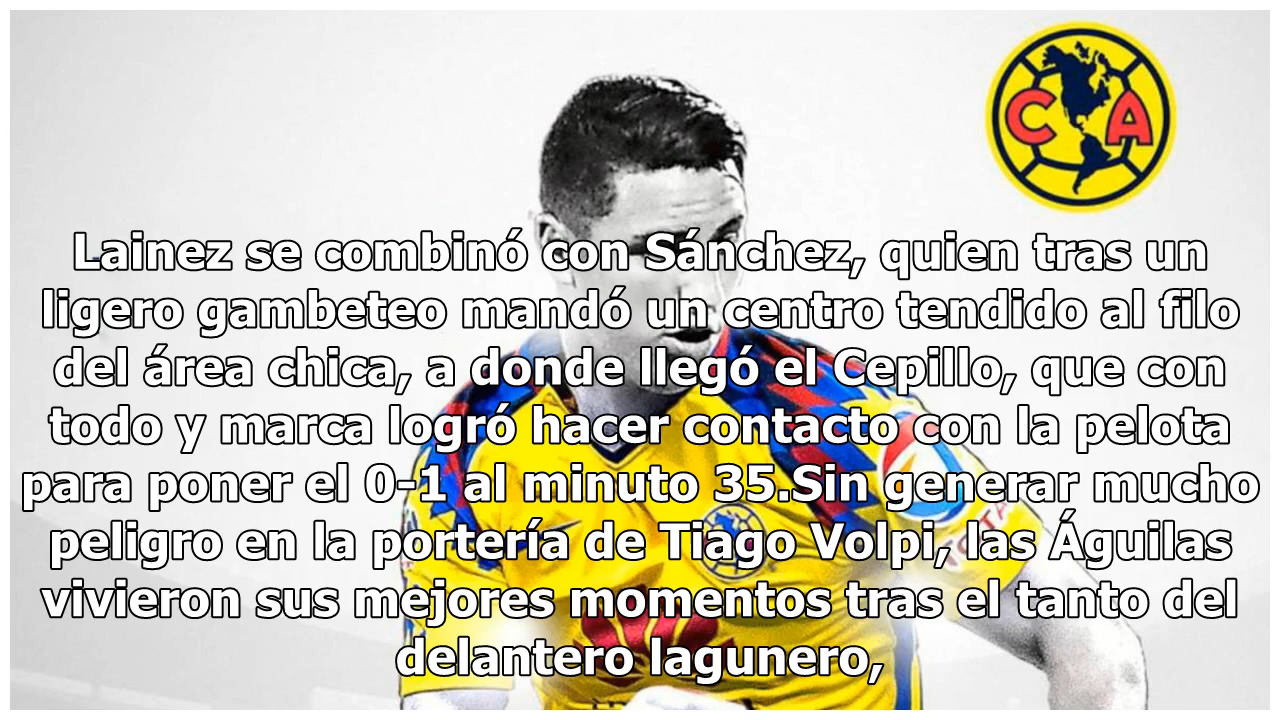 C A
Lainez se combinó con Sánchez, quien tras un
ligero gambeteo mandó un centro tendido al filo
del área chica, a donde llegó el Cepillo, que con
todo y marca logró hacer contacto con la pelota
para poner el 0-1 al minuto 35.Sin generar mucho
peligro en la portería de Tiago Volpi, las Águilas
vivieron sus mejores momentos tras el tanto del
delantero lagunero,